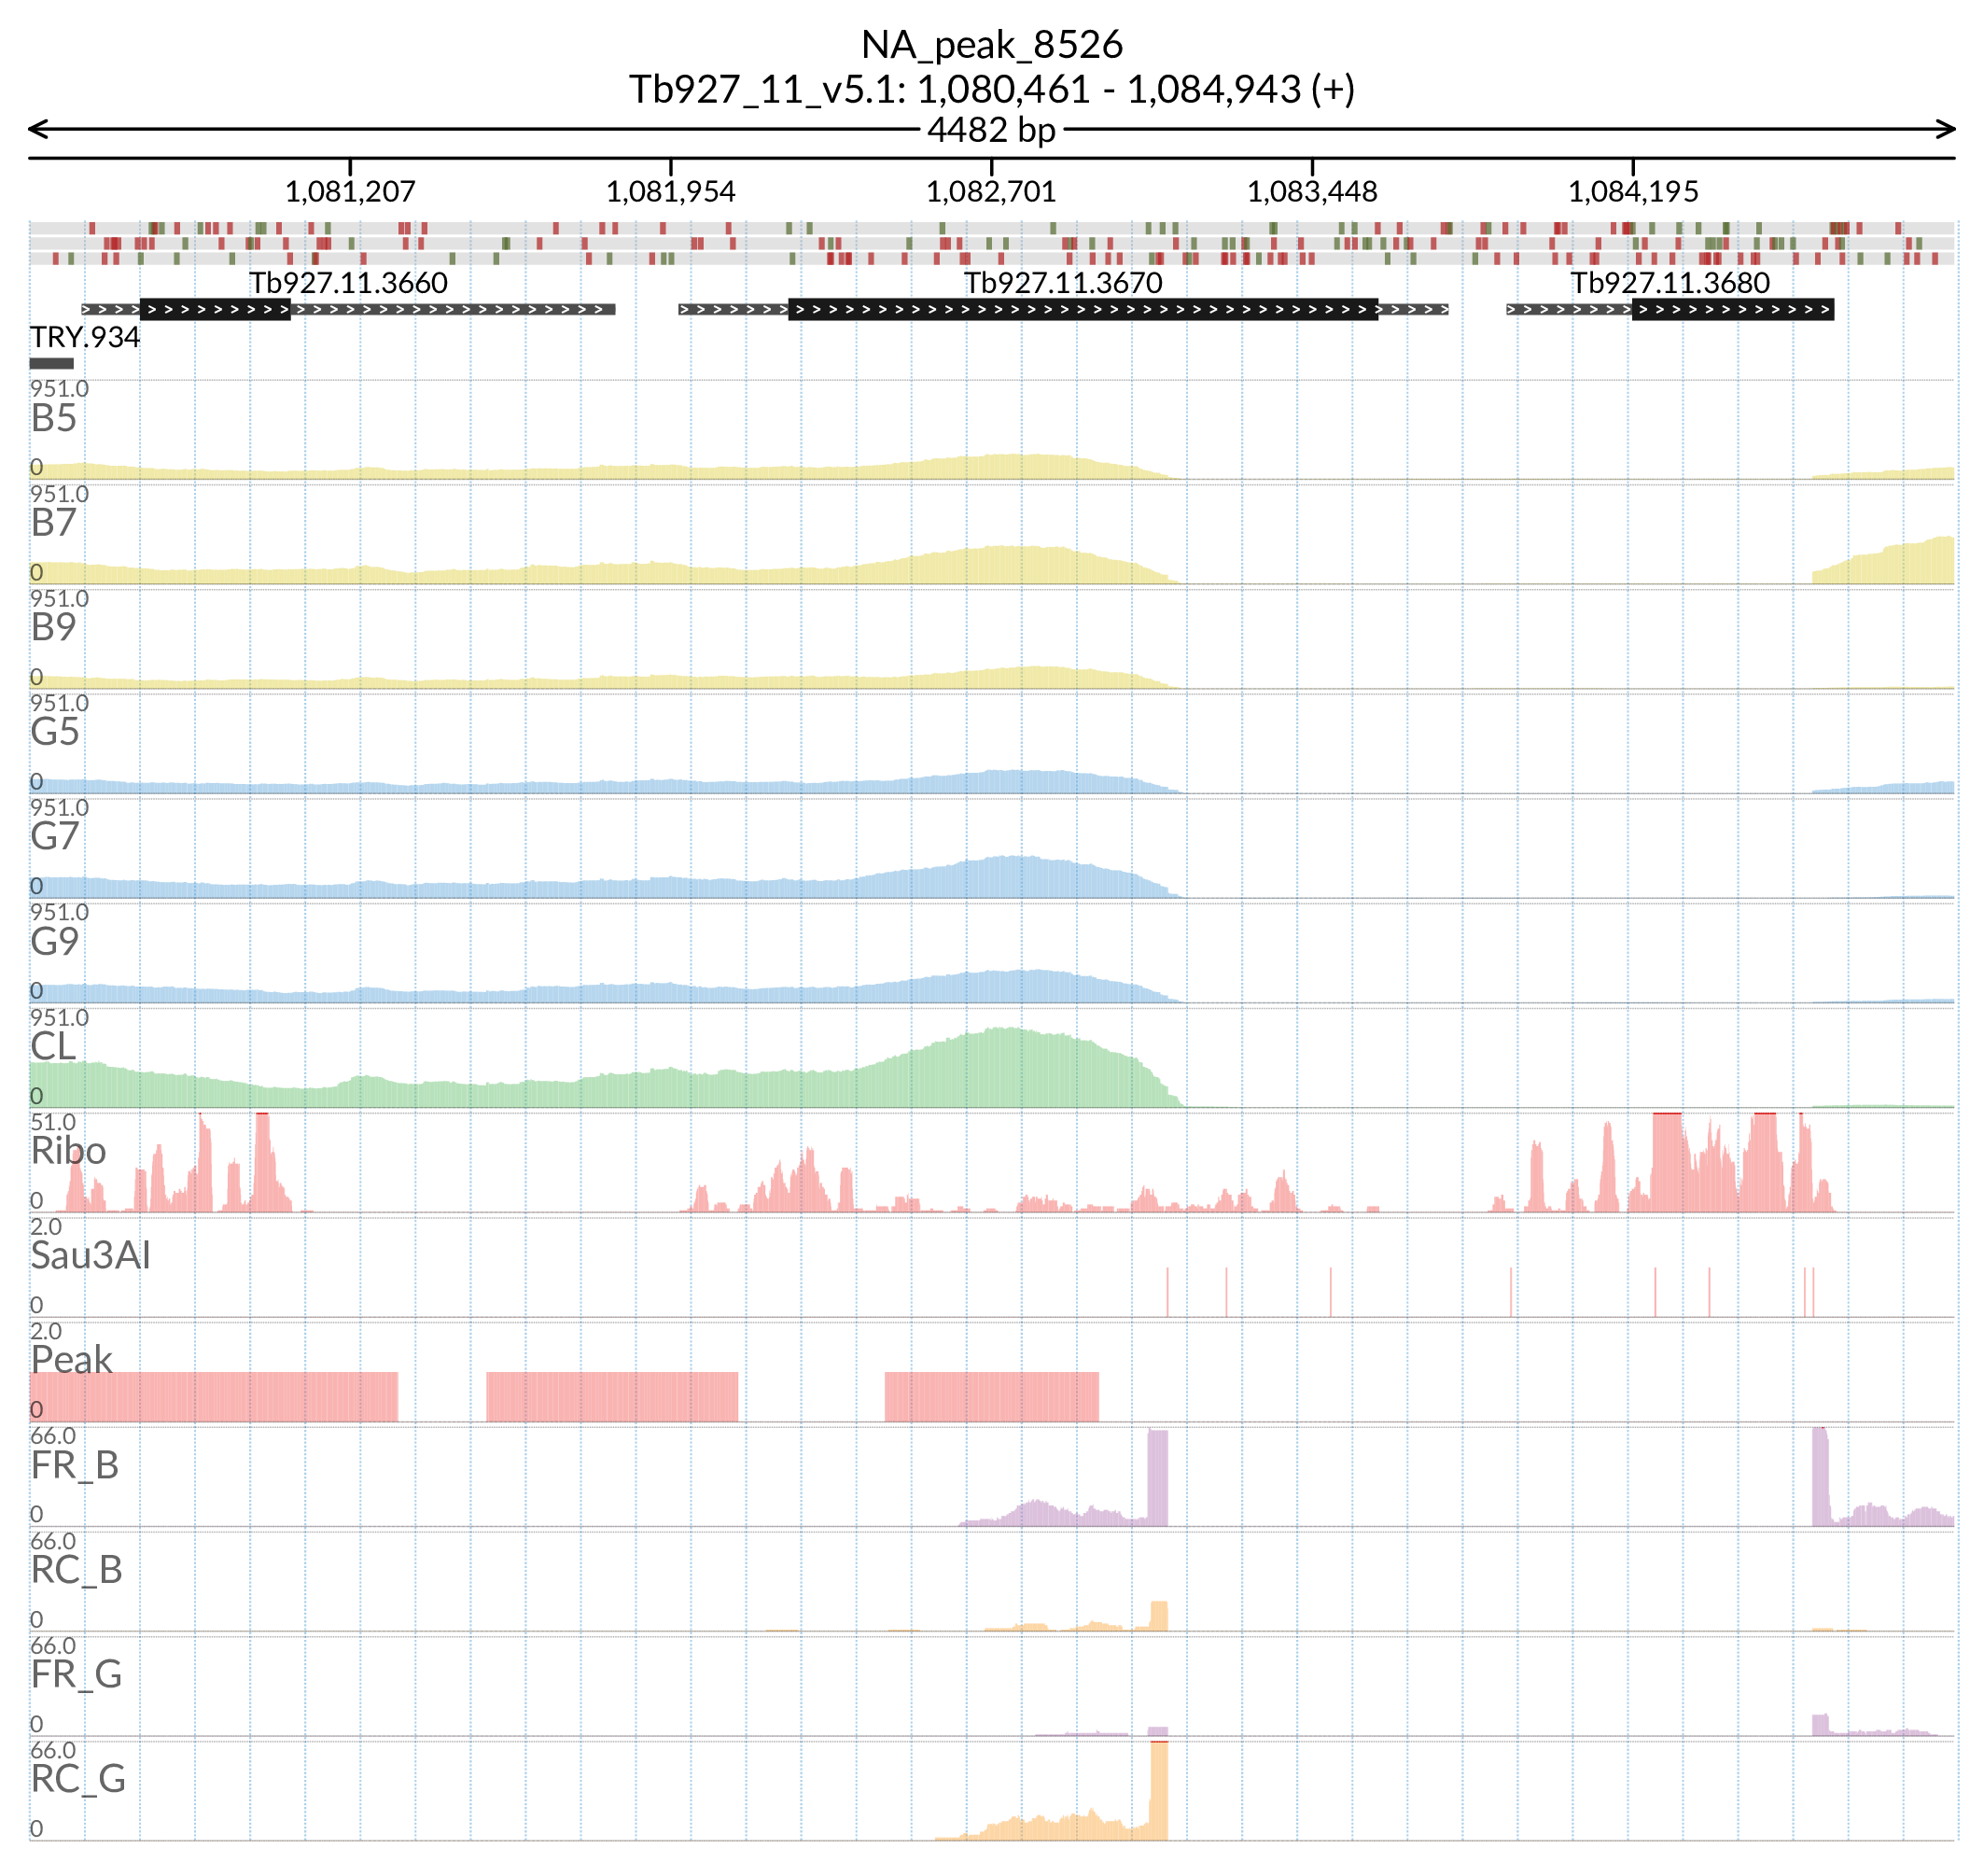 NA_peak_8526
Tb927_11_v5.1: 1,080,461 - 1,084,943 (+)
4482 bp
1,081,207 1,081,954 1,082,701 1,083,448 1,084,195
Tb927.11.3660 Tb927.11.3670 Tb927.11.3680
TRY.934
951.0
B5
0
951.0
B7
0
951.0
B9
0
951.0
G5
0
951.0
G7
0
951.0
G9
0
951.0
CL
0
51.0
Ribo
0
2.0
Sau3AI
0
2.0
Peak
0
66.0
FR_B
0
66.0
RC_B
0
66.0
FR_G
0
66.0
RC_G
0